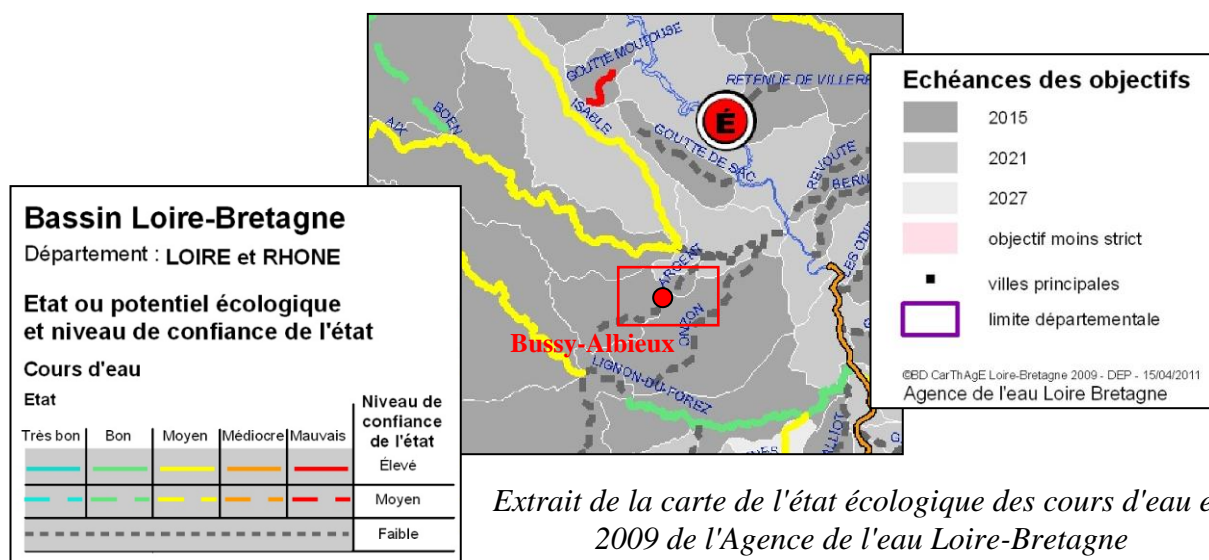 GOUTTE MOUTOUSE
RETENUE DE VILLERE
ISABLE
BOEN
AIX
É
GOUTTE DE SAC
REVOUTE
BERN
ARGENT
LES ODI
ONZON
Bussy-Albieux
LIGNON-DU-FOREZ
ALLIOT
Echéances des objectifs
2015
2021
2027
objectif moins strict
villes principales
limite départementale
©BD CarThAgE Loire-Bretagne 2009 - DEP - 15/04/2011
Agence de l'eau Loire Bretagne
Bassin Loire-Bretagne
Département : LOIRE et RHONE
Etat ou potentiel écologique
et niveau de confiance de l'état
Cours d'eau
Etat
Niveau de
confiance
de l'état
Très bon Bon Moyen Médiocre Mauvais
Élevé
Moyen
Faible
Extrait de la carte de l'état écologique des cours d'eau e
2009 de l'Agence de l'eau Loire-Bretagne